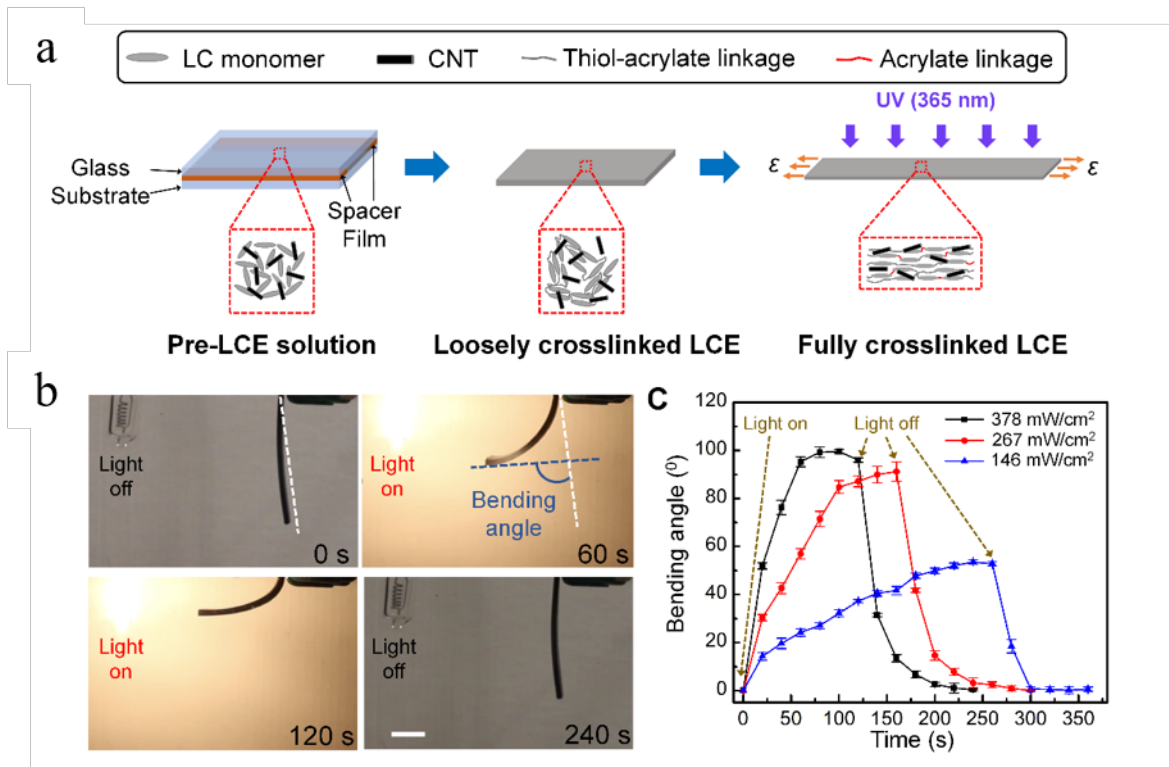 a
LC monomer CNT Thiol-acrylate linkage Acrylate linkage
UV (365 nm)
Glass
Substrate
Spacer
Film
ε ε
Pre-LCE solution Loosely crosslinked LCE Fully crosslinked LCE
b
Light
off
0 s
Light
on
Bending
angle
60 s
Light
on
120 s
Light
off
240 s
c
Light on Light off
378 mW/cm²
267 mW/cm²
146 mW/cm²
Bending angle (⁰)
120
100
80
60
40
20
0
0 50 100 150 200 250 300 350
Time (s)